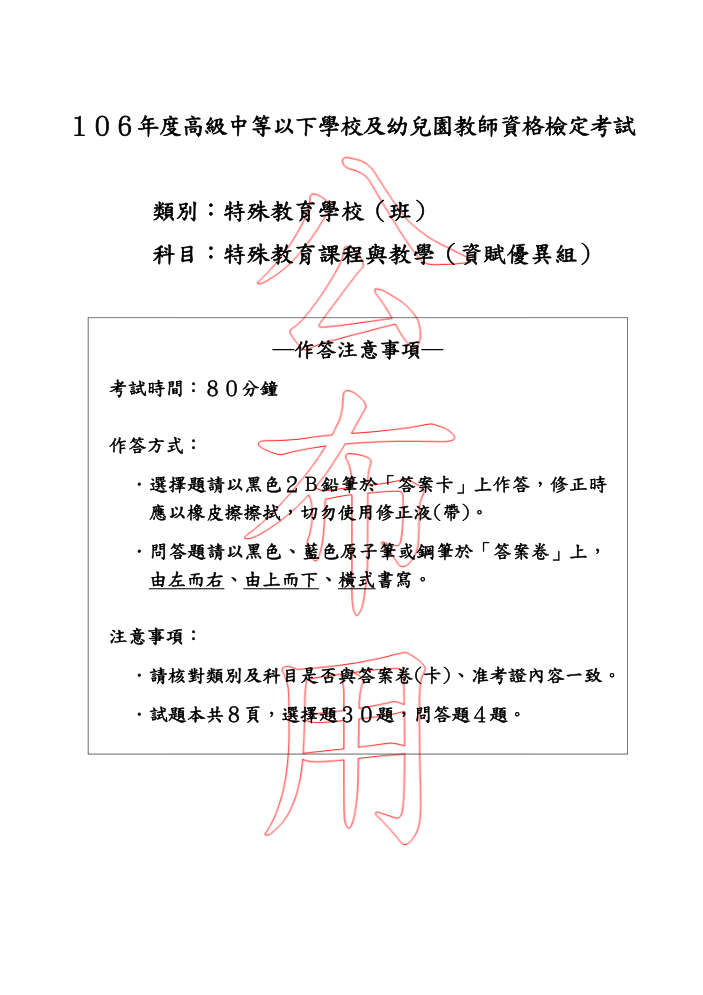 106年度高級中等以下學校及幼兒園教師資格檢定考試
類別：特殊教育學校（班）
科目：特殊教育課程與教學（資賦優異組）
—作答注意事項—
考試時間：80分鐘
作答方式：
．選擇題請以黑色2B鉛筆於「答案卡」上作答，修正時
應以橡皮擦擦拭，切勿使用修正液(帶)。
．問答題請以黑色、藍色原子筆或鋼筆於「答案卷」上，
由左而右、由上而下、橫式書寫。
注意事項：
．請核對類別及科目是否與答案卷(卡)、准考證內容一致。
．試題本共8頁，選擇題30題，問答題4題。
公
布
用